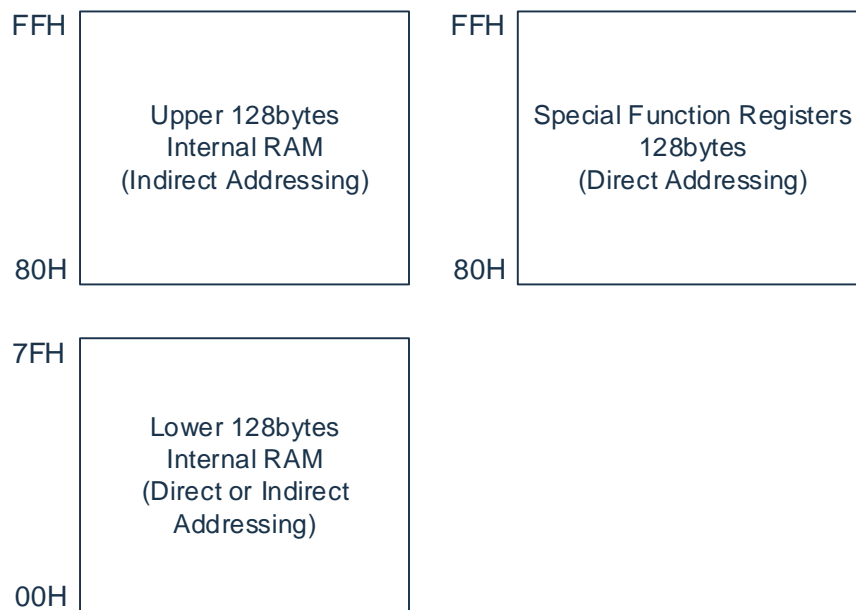 FFH
Upper 128bytes
Internal RAM
(Indirect Addressing)
80H
FFH
Special Function Registers
128bytes
(Direct Addressing)
80H
7FH
Lower 128bytes
Internal RAM
(Direct or Indirect
Addressing)
00H